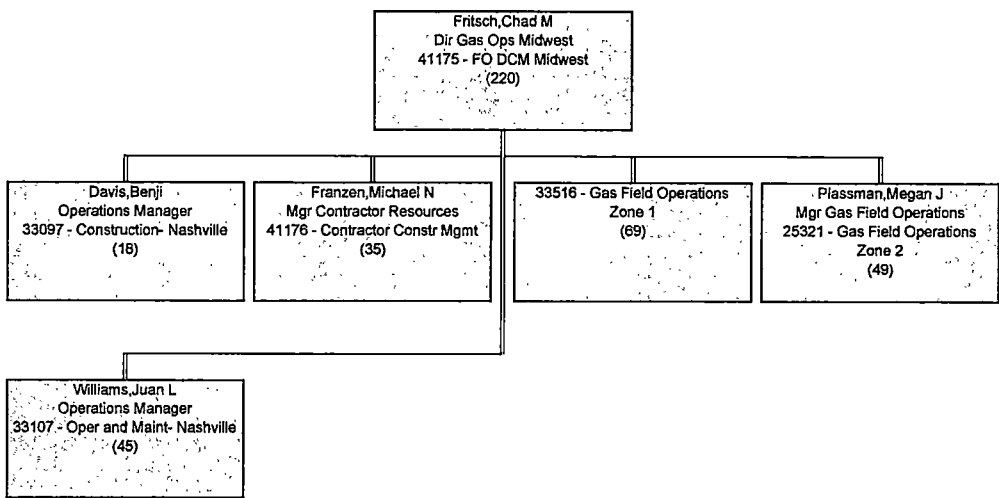 Fritsch,Chad M
Dir Gas Ops Midwest
41175 - FO DCM Midwest
(220)
Davis,Benji
Operations Manager
33097 - Construction- Nashville
(18)
Franzen,Michael N
Mgr Contractor Resources
41176 - Contractor Constr Mgmt
(35)
33516 - Gas Field Operations
Zone 1
(69)
Plassman,Megan J
Mgr Gas Field Operations
25321 - Gas Field Operations
Zone 2
(49)
Williams,Juan L
Operations Manager
33107 - Oper and Maint- Nashville
(45)